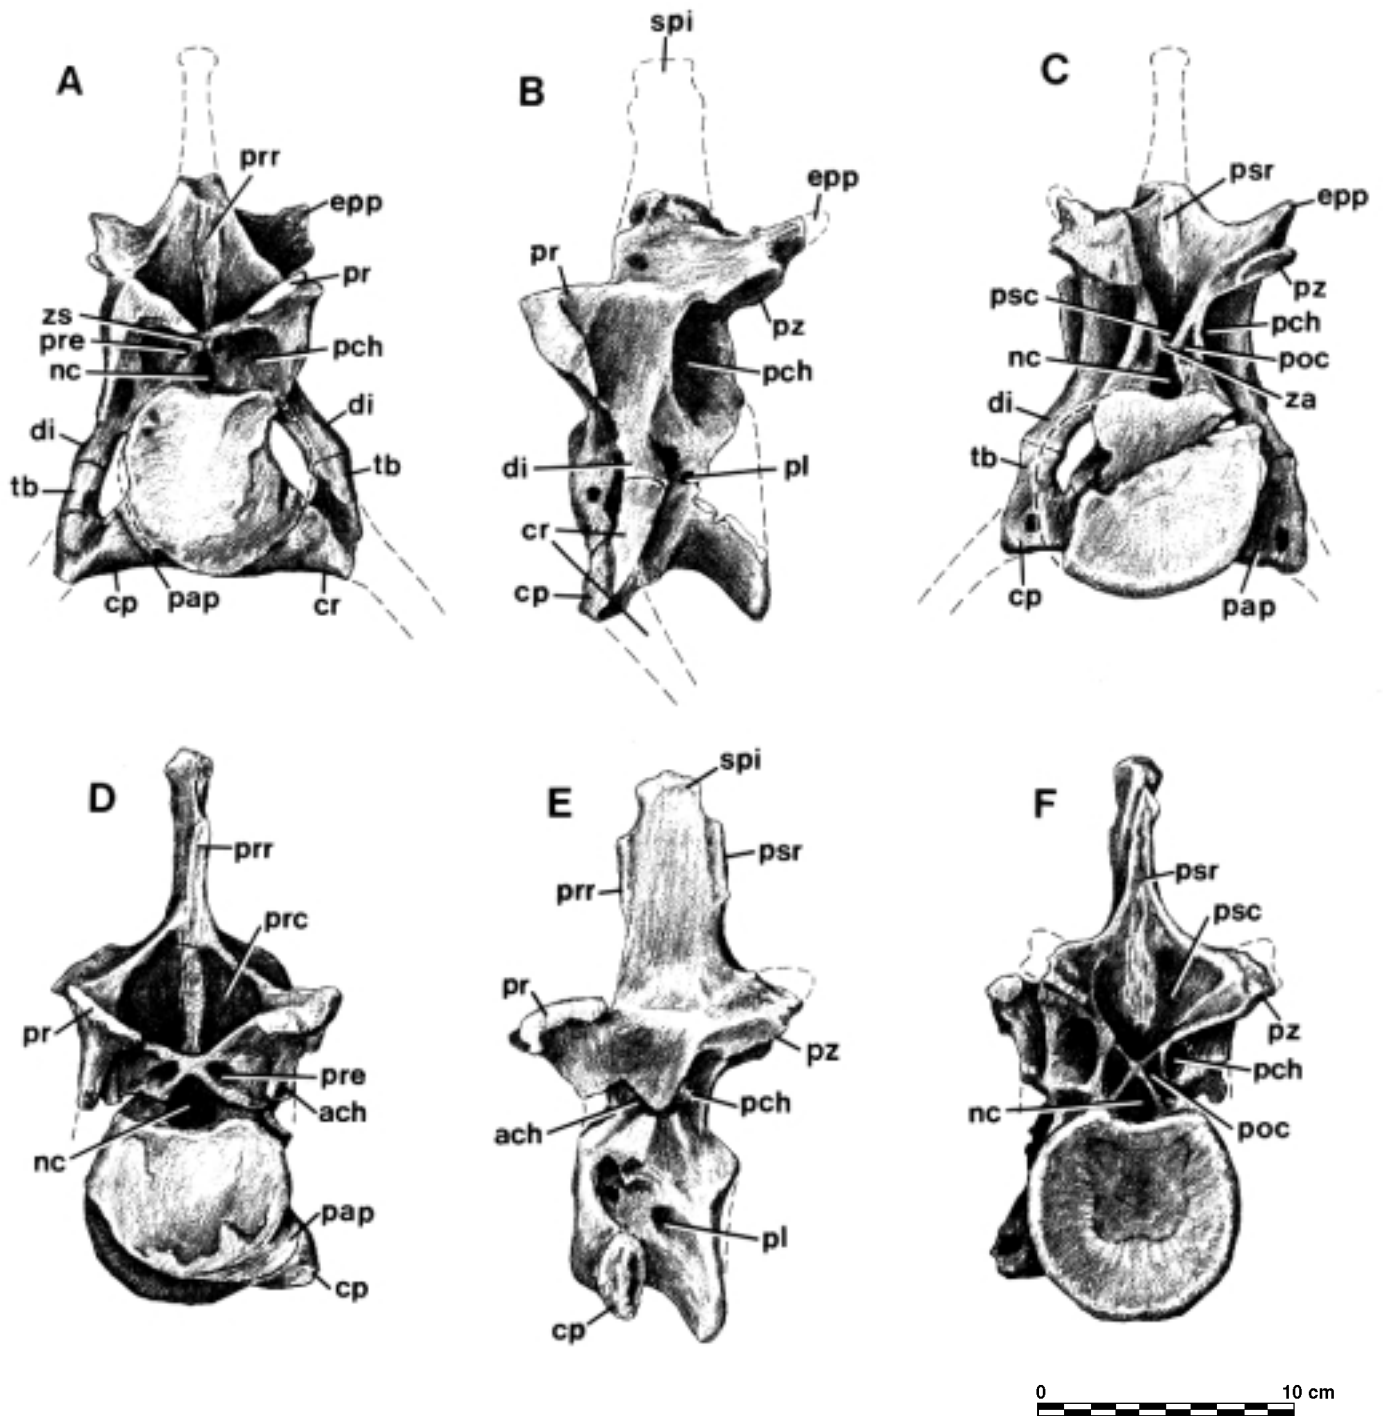 A
prr
epp
pr
zs
pre
pch
nc
di
di
tb
tb
cp
pap
cr
B
spi
epp
pr
pz
pch
di
pl
cr
cp
C
psr
epp
pz
psc
pch
nc
poc
di
za
tb
cp
pap
D
prr
prc
pr
pre
ach
nc
pap
cp
E
spi
psr
prr
pr
pz
pch
ach
pl
cp
F
psr
psc
pz
pch
nc
poc
0 10 cm